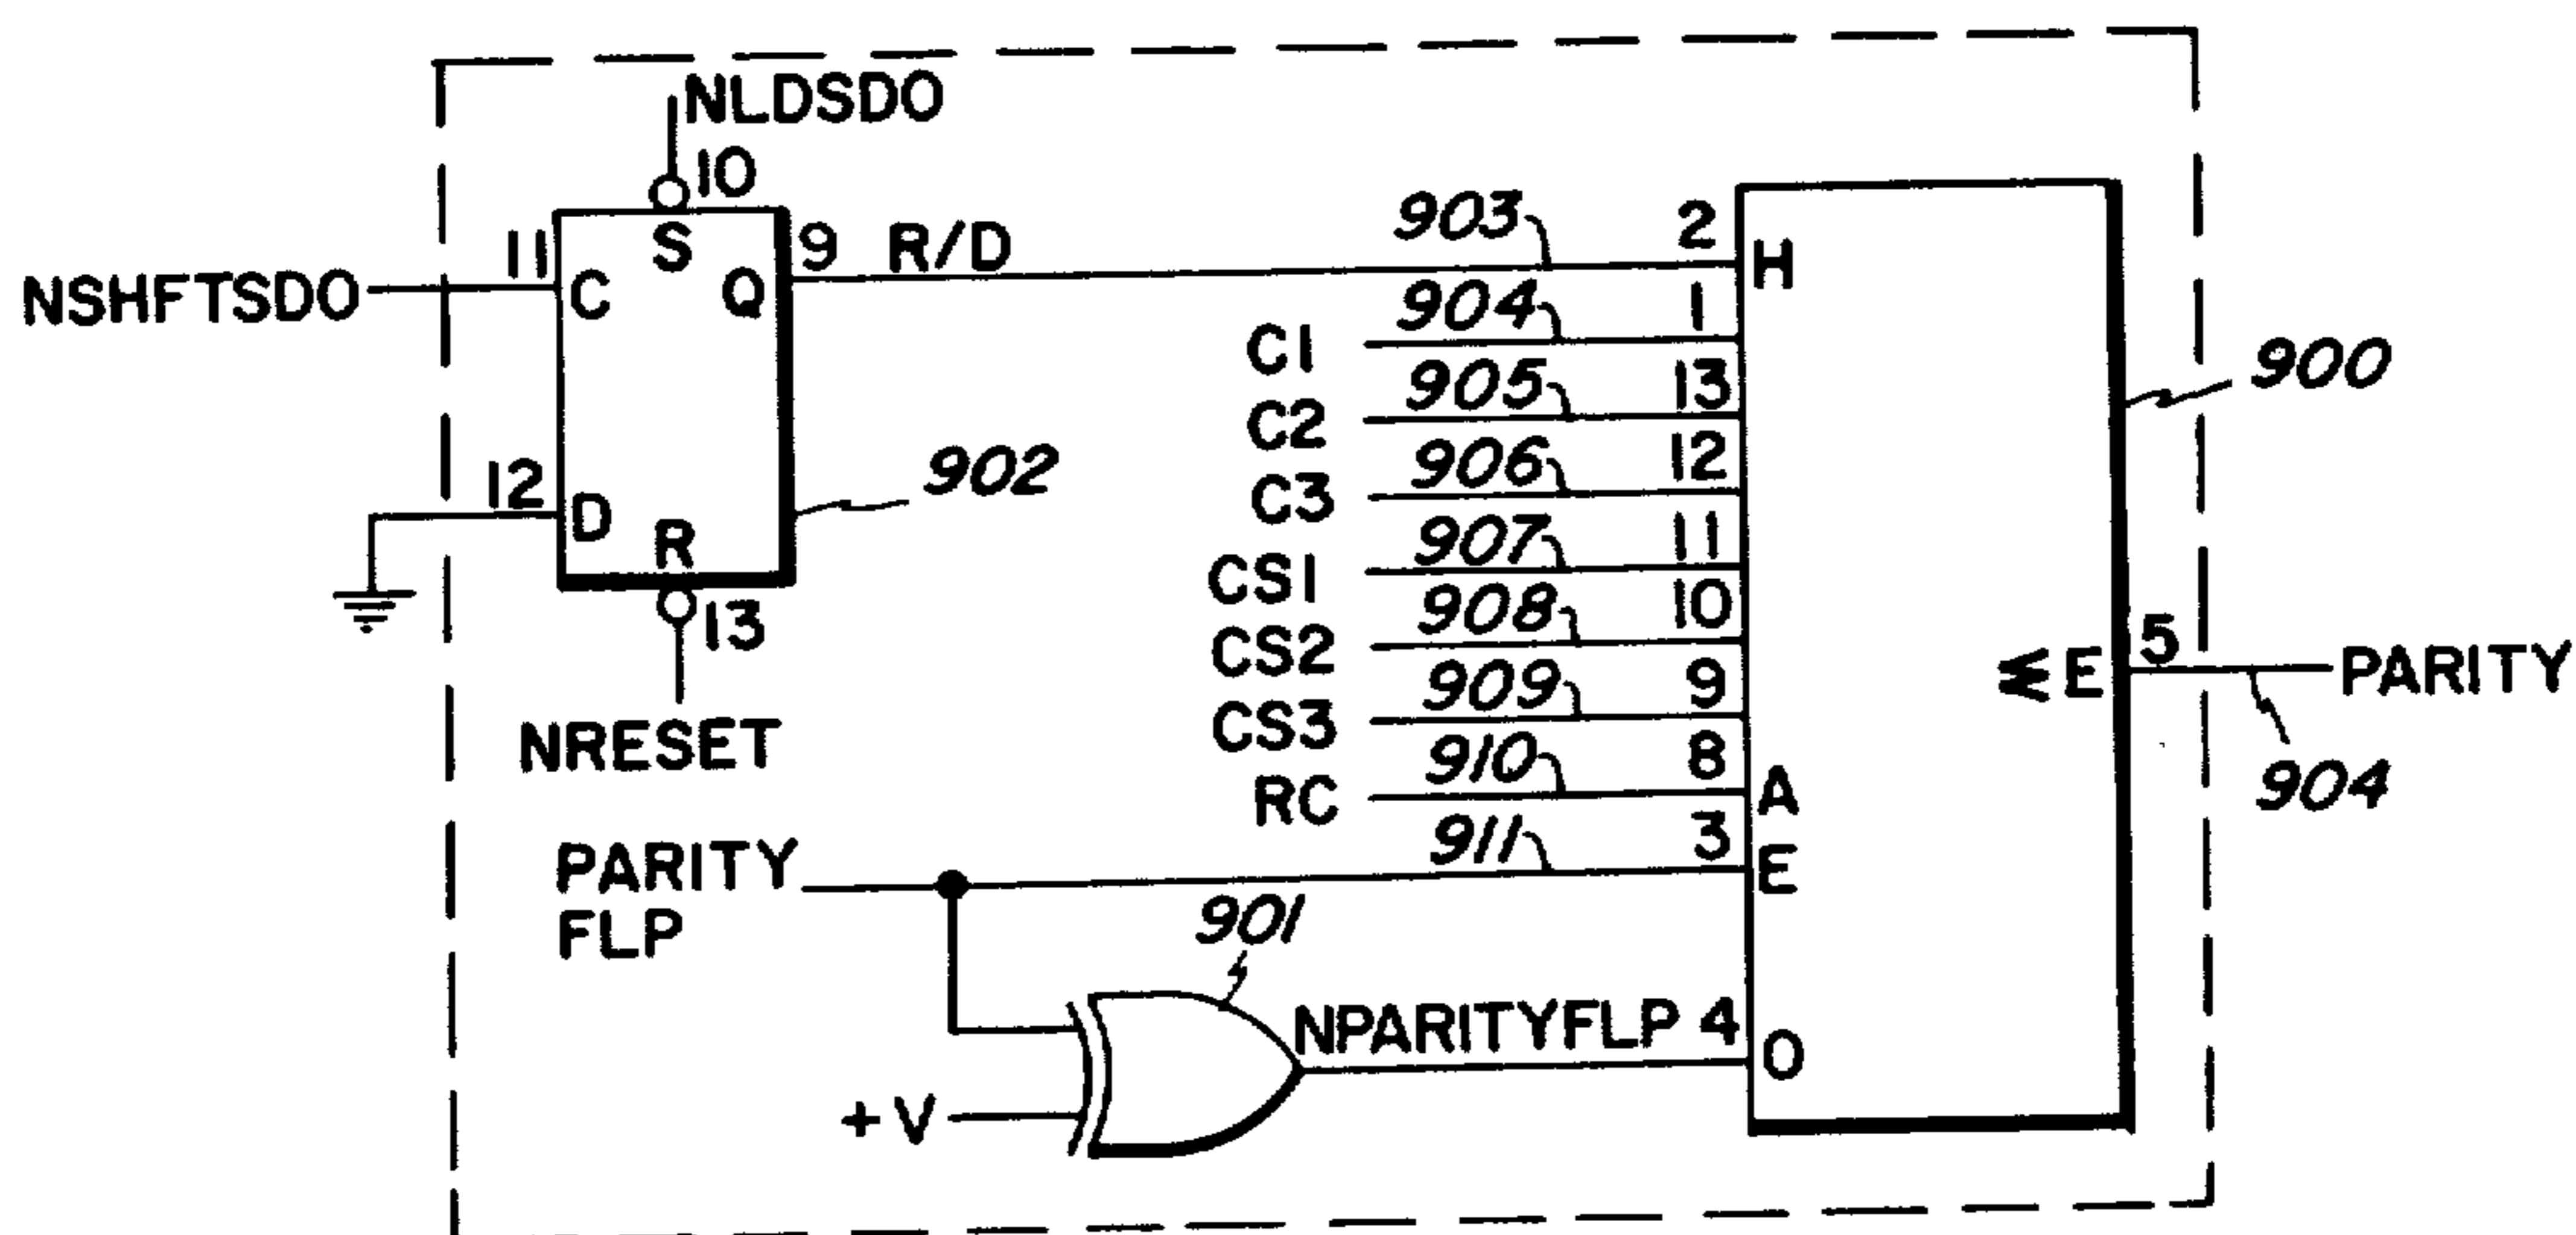 NLDSDO
10
NSHFTSDO
11
C
S
Q
9
R/D
12
D
R
13
NRESET
902
903
2
H
904
1
C1
905
13
C2
906
12
C3
907
11
CS1
908
10
CS2
909
9
CS3
910
8
RC
A
911
3
E
PARITY
FLP
901
NPARITYFLP
4
O
+V
900
E
5
PARITY
904